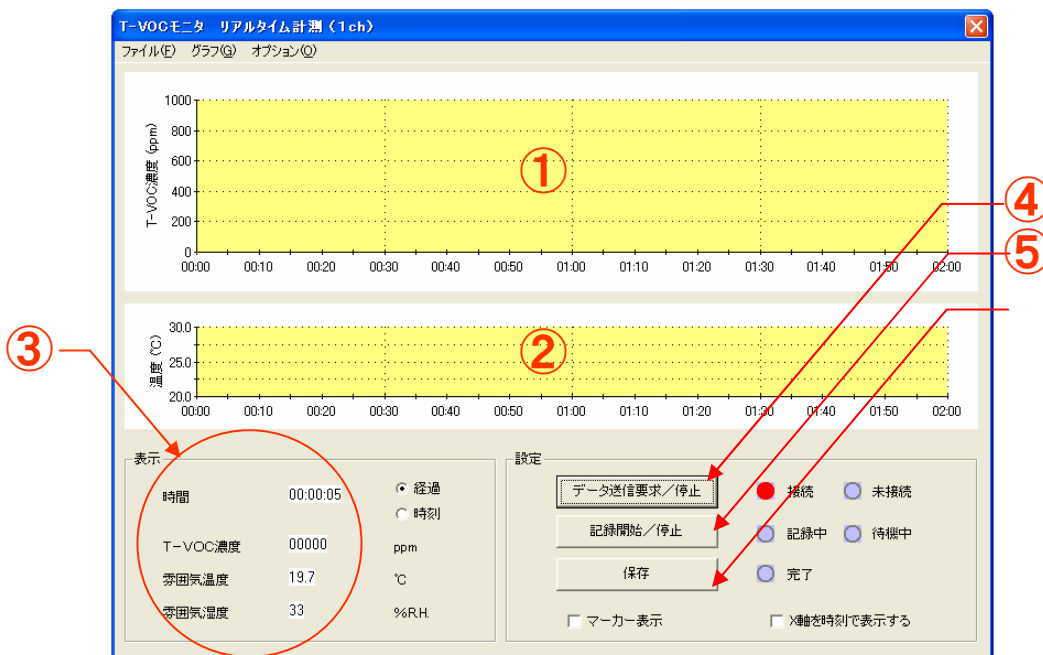 T-VOCモニタ リアルタイム計測（1ch）
ファイル(F) グラフ(G) オプション(O)
T-VOC濃度 (ppm)
1000
800
600
400
200
0
00:00 00:10 00:20 00:30 00:40 00:50 01:00 01:10 01:20 01:30 01:40 01:50 02:00
①
④
⑤
温度 (℃)
30.0
25.0
20.0
00:00 00:10 00:20 00:30 00:40 00:50 01:00 01:10 01:20 01:30 01:40 01:50 02:00
②
③
表示
時間 00:00:05 経過
時刻
T-VOC濃度 00000 ppm
雰囲気温度 19.7 ℃
雰囲気湿度 33 %R.H.
設定
データ送信要求／停止 接続 未接続
記録開始／停止 記録中 待機中
保存 完了
マーカー表示 X軸を時刻で表示する